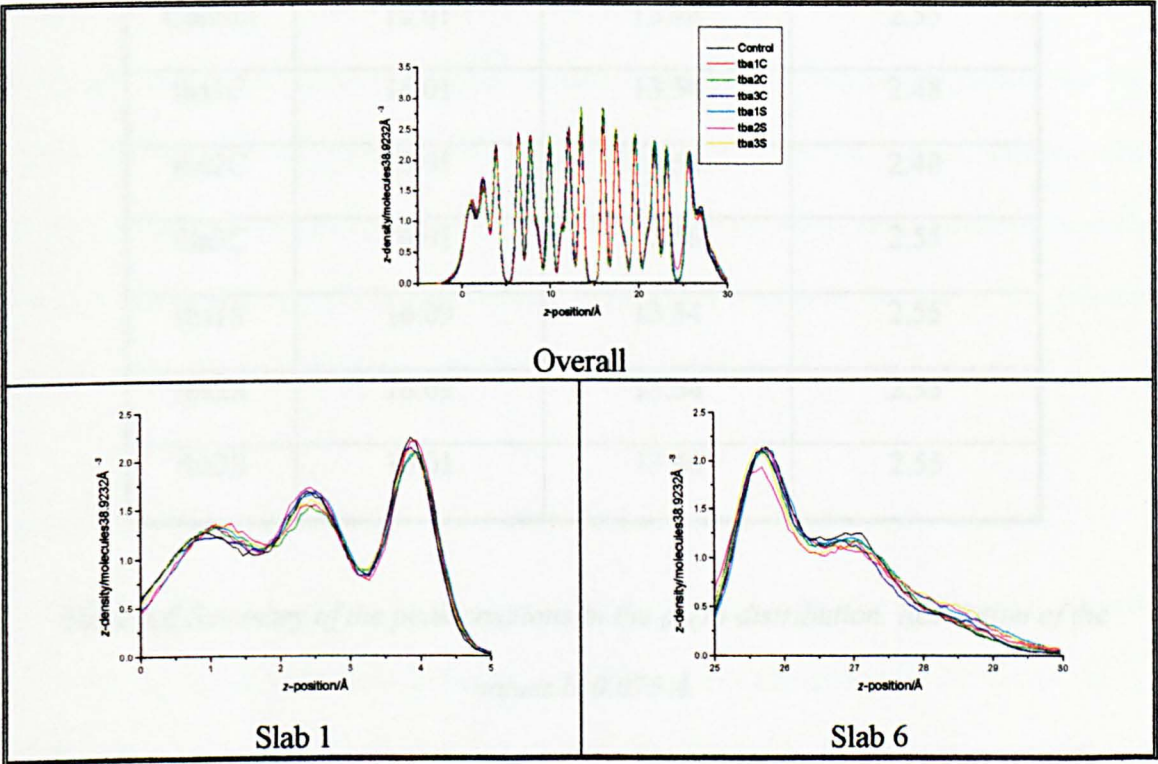 Control
tba1C
tba2C
tba3C
tba1S
tba2S
tba3S
3.5
3.0
2.5
2.0
1.5
1.0
0.5
0.0
z-density/molecules38.9232Å -3
0 10 20 30
z-position/Å
Overall
2.5
2.0
1.5
1.0
0.5
0.0
z-density/molecules38.9232Å -3
0 1 2 3 4 5
z-position/Å
Slab 1
2.5
2.0
1.5
1.0
0.5
0.0
z-density/molecules38.9232Å -3
25 26 27 28 29 30
z-position/Å
Slab 6